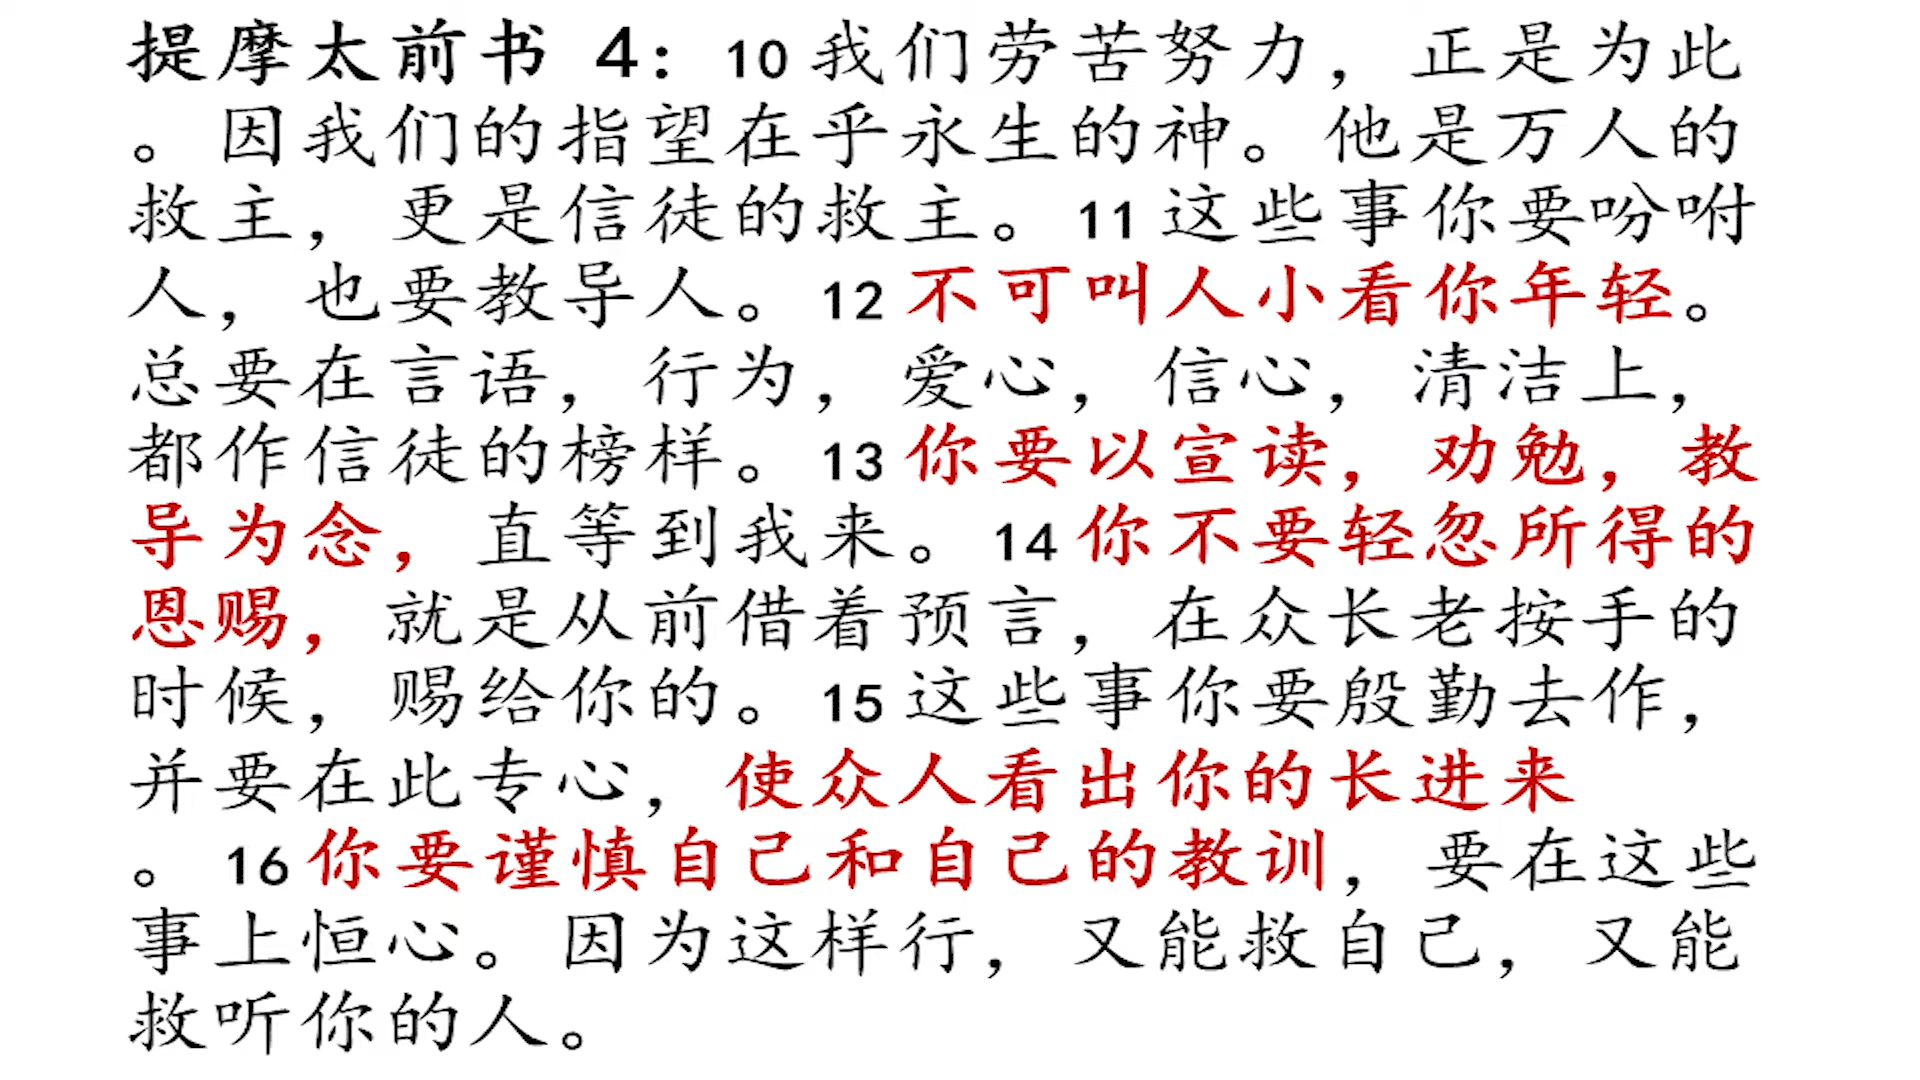 提摩太前书 4：10 我们劳苦努力，正是为此
。因我们的指望在乎永生的神。他是万人的
救主，更是信徒的救主。11 这些事你要吩咐
人，也要教导人。12 不可叫人小看你年轻。
总要在言语，行为，爱心，信心，清洁上，
都作信徒的榜样。13 你要以宣读，劝勉，教
导为念，直等到我来。14 你不要轻忽所得的
恩赐，就是从前借着预言，在众长老按手的
时候，赐给你的。15 这些事你要殷勤去作，
并要在此专心，使众人看出你的长进来
。16 你要谨慎自己和自己的教训，要在这些
事上恒心。因为这样行，又能救自己，又能
救听你的人。